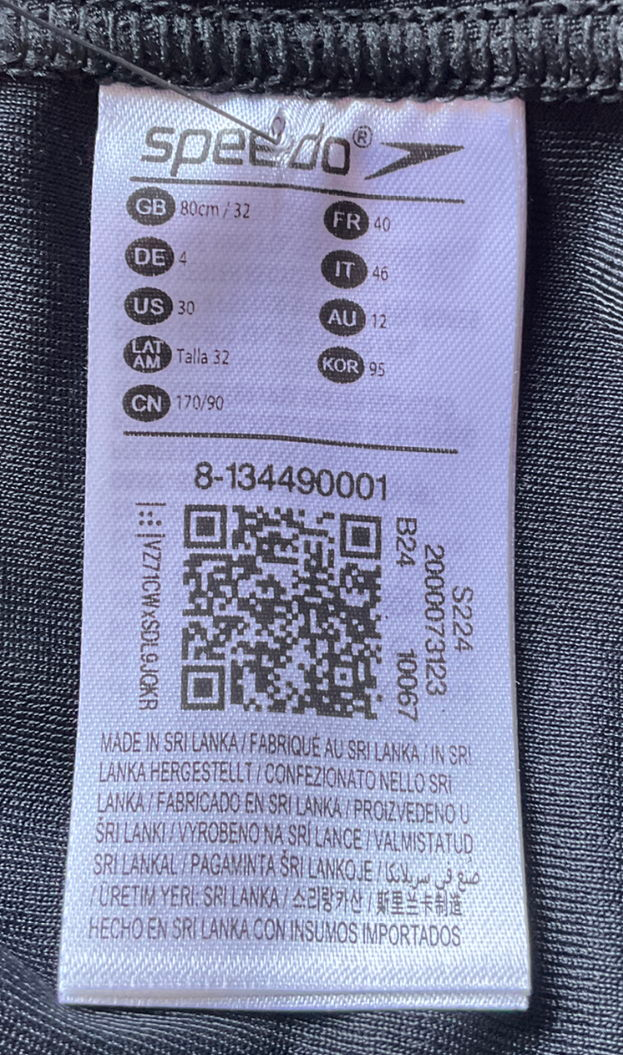 speedo®
GB 80cm / 32
FR 40
DE 4
IT 46
US 30
AU 12
LAT AM Talla 32
KOR 95
CN 170/90
8-134490001
VZ71CWxSDL9JQKR
B24 10067
2000073123
S224
MADE IN SRI LANKA / FABRIQUÉ AU SRI LANKA / IN SRI
LANKA HERGESTELLT / CONFEZIONATO NELLO SRI
LANKA / FABRICADO EN SRI LANKA / PROIZVEDENO U
ŠRI LANKI / VYROBENO NA SRÍ LANCE / VALMISTATUD
SRI LANKAL / PAGAMINTA ŠRI LANKOJE / صنع في سريلانكا
/ ÜRETIM YERI: SRI LANKA / 스리랑카산 / 斯里兰卡制造
HECHO EN SRI LANKA CON INSUMOS IMPORTADOS